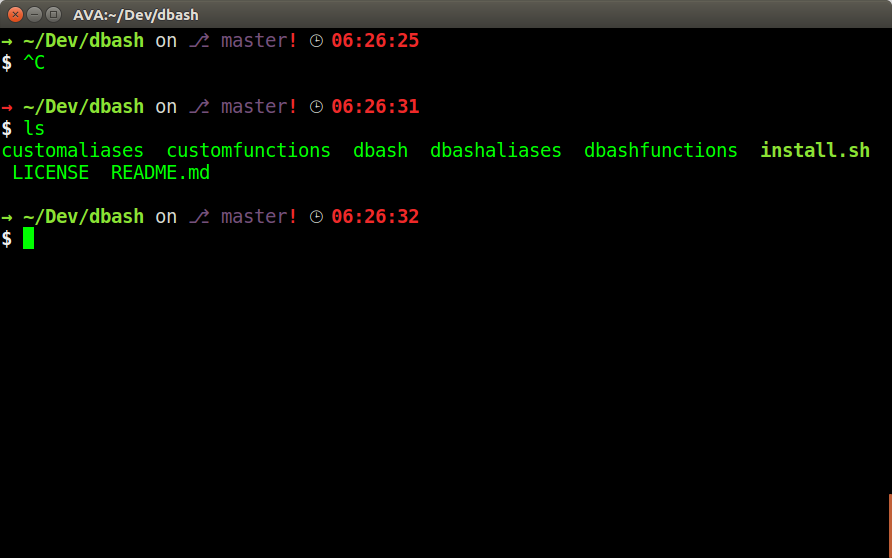 AVA:~/Dev/dbash
→ ~/Dev/dbash on ⎇ master! ◷ 06:26:25
$ ^C
→ ~/Dev/dbash on ⎇ master! ◷ 06:26:31
$ ls
customaliases  customfunctions  dbash  dbashaliases  dbashfunctions  install.sh
 LICENSE  README.md
→ ~/Dev/dbash on ⎇ master! ◷ 06:26:32
$